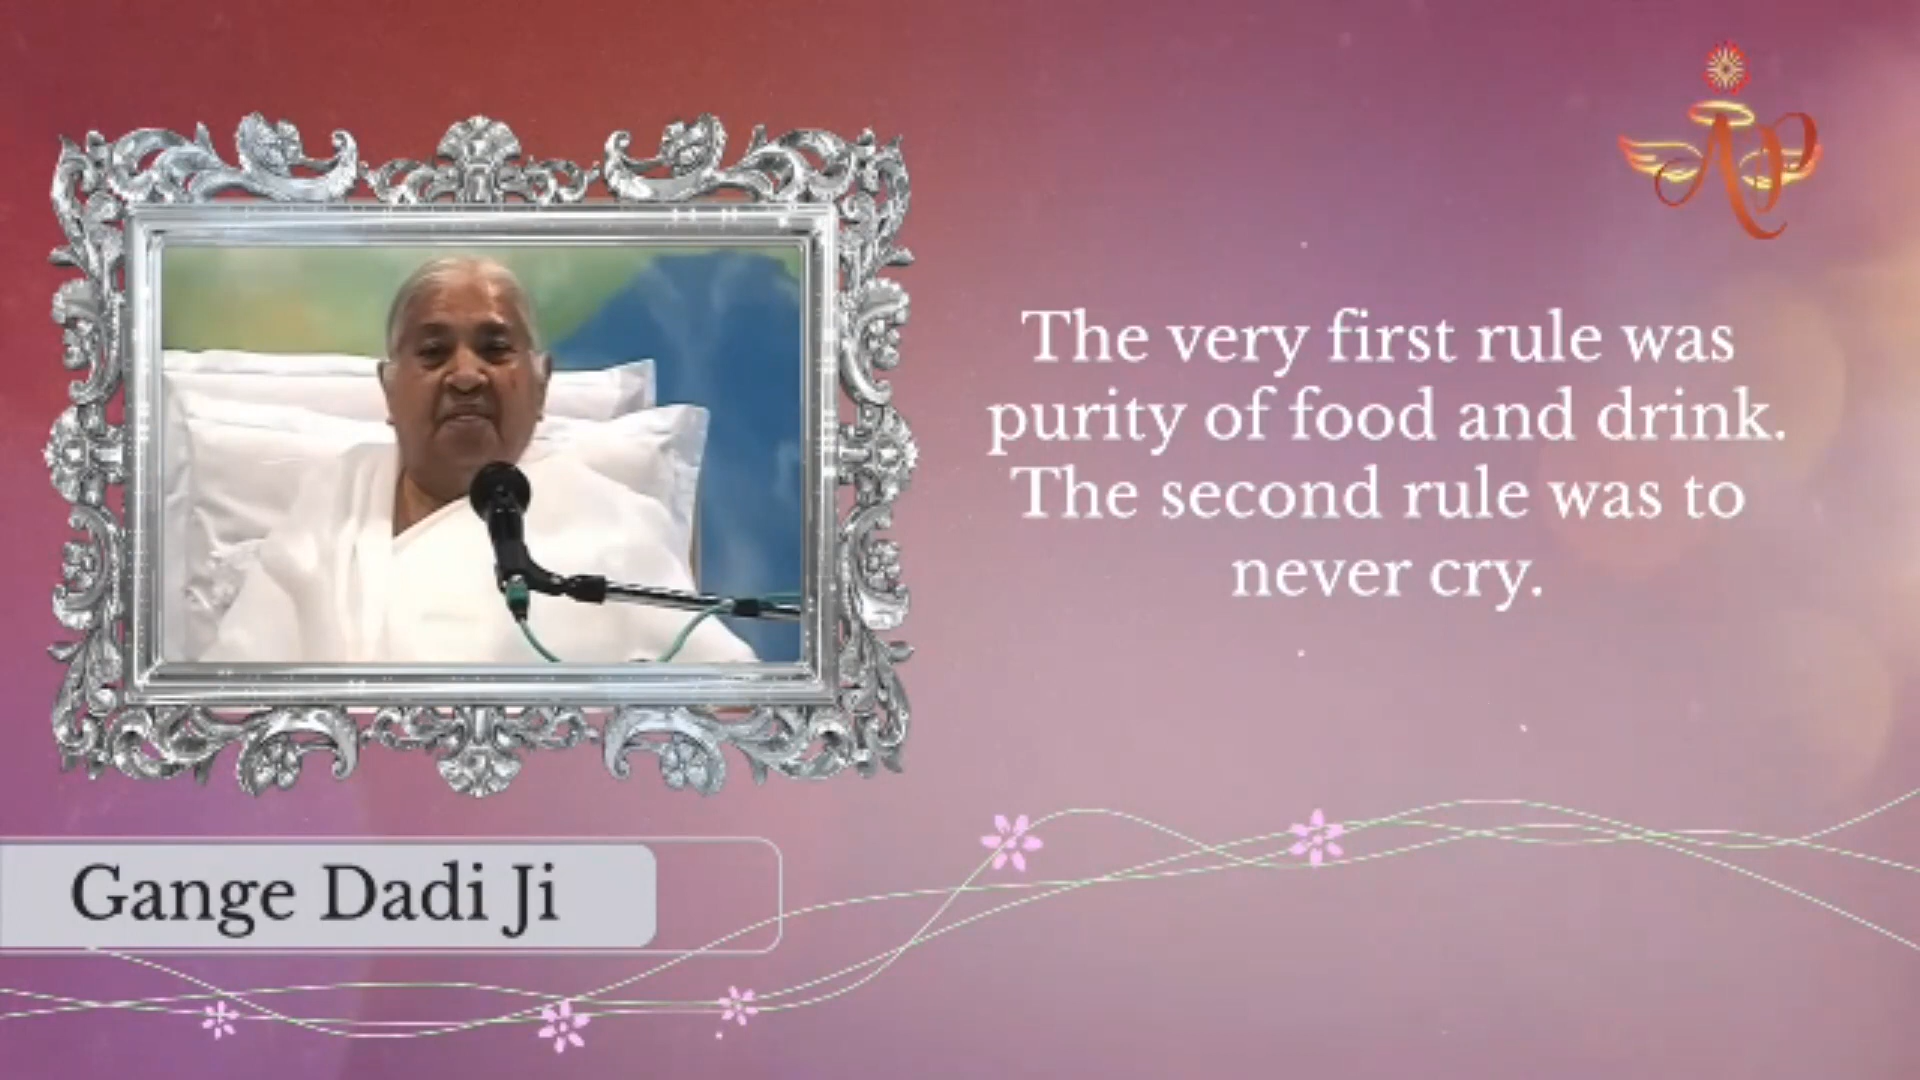 The very first rule was
purity of food and drink.
The second rule was to
never cry.
Gange Dadi Ji